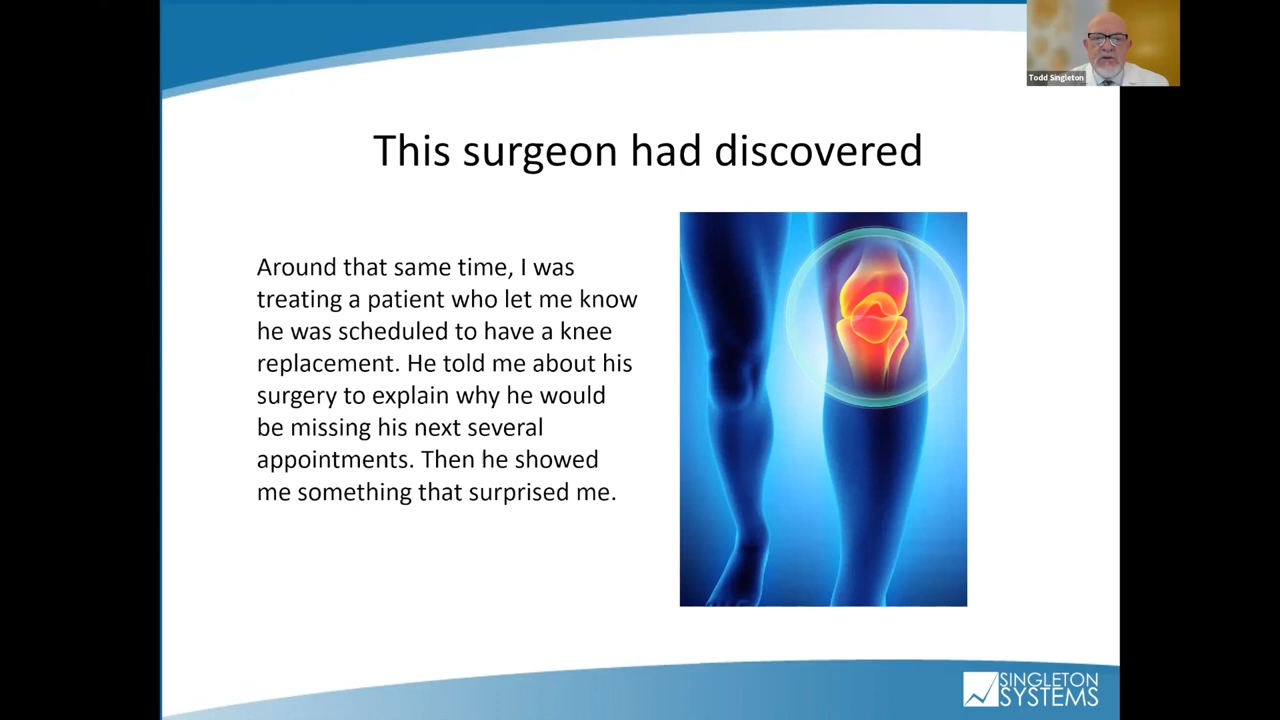 Todd Singleton
This surgeon had discovered
Around that same time, I was
treating a patient who let me know
he was scheduled to have a knee
replacement. He told me about his
surgery to explain why he would
be missing his next several
appointments. Then he showed
me something that surprised me.
SINGLETON
SYSTEMS